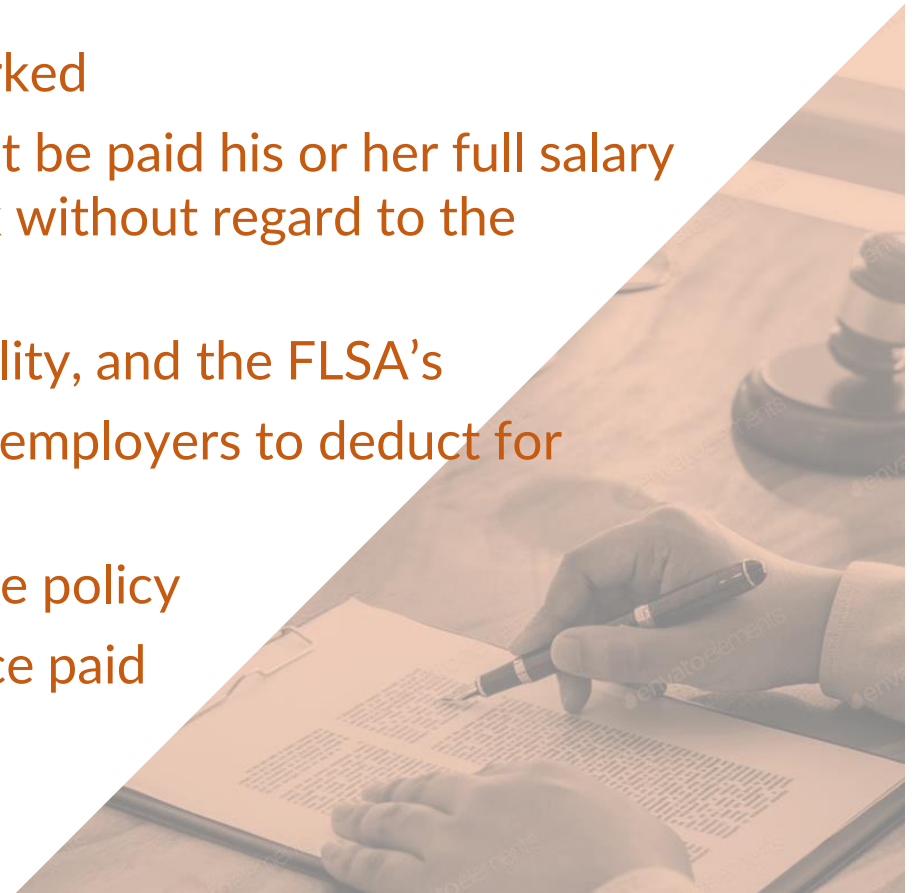 rked
t be paid his or her full salary
without regard to the
lity, and the FLSA’s
employers to deduct for
e policy
ce paid
envatoelements